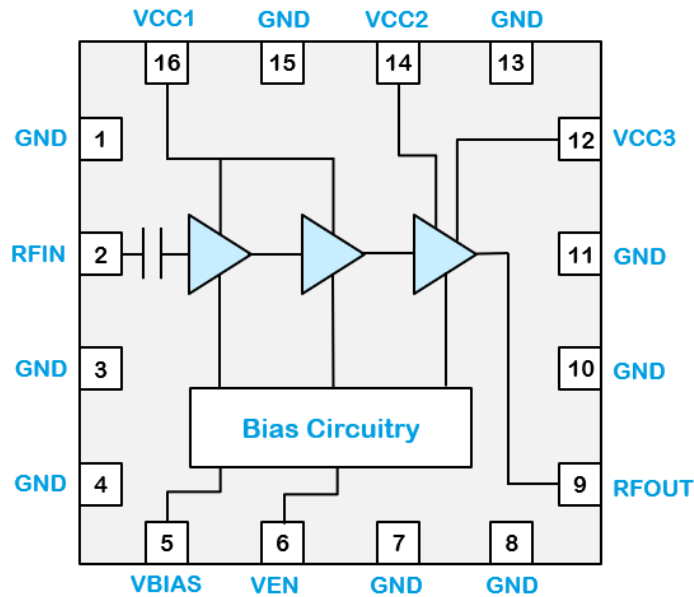 VCC1 GND VCC2 GND
16 15 14 13
GND 1 12 VCC3
RFIN 2 11 GND
GND 3 10 GND
Bias Circuitry
GND 4 9 RFOUT
5 6 7 8
VBIAS VEN GND GND